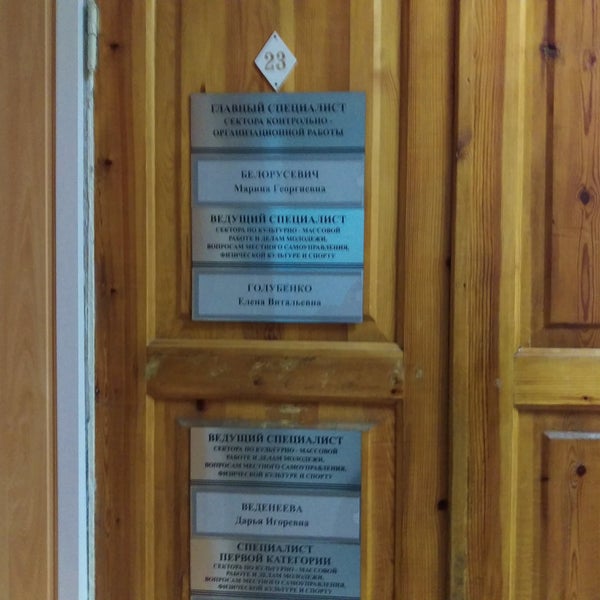 23
ГЛАВНЫЙ СПЕЦИАЛИСТ
СЕКТОРА КОНТРОЛЬНО -
ОРГАНИЗАЦИОННОЙ РАБОТЫ
БЕЛОРУСЕВИЧ
Марина Георгиевна
ВЕДУЩИЙ СПЕЦИАЛИСТ
СЕКТОРА ПО КУЛЬТУРНО - МАССОВОЙ
РАБОТЕ И ДЕЛАМ МОЛОДЕЖИ,
ВОПРОСАМ МЕСТНОГО САМОУПРАВЛЕНИЯ,
ФИЗИЧЕСКОЙ КУЛЬТУРЕ И СПОРТУ
ГОЛУБЕНКО
Елена Витальевна
ВЕДУЩИЙ СПЕЦИАЛИСТ
СЕКТОРА ПО КУЛЬТУРНО - МАССОВОЙ
РАБОТЕ И ДЕЛАМ МОЛОДЕЖИ,
ВОПРОСАМ МЕСТНОГО САМОУПРАВЛЕНИЯ,
ФИЗИЧЕСКОЙ КУЛЬТУРЕ И СПОРТУ
ВЕДЕНЕЕВА
Дарья Игоревна
СПЕЦИАЛИСТ
ПЕРВОЙ КАТЕГОРИИ
СЕКТОРА ПО КУЛЬТУРНО - МАССОВОЙ
РАБОТЕ И ДЕЛАМ МОЛОДЕЖИ,
ВОПРОСАМ МЕСТНОГО САМОУПРАВЛЕНИЯ,
ФИЗИЧЕСКОЙ КУЛЬТУРЕ И СПОРТУ